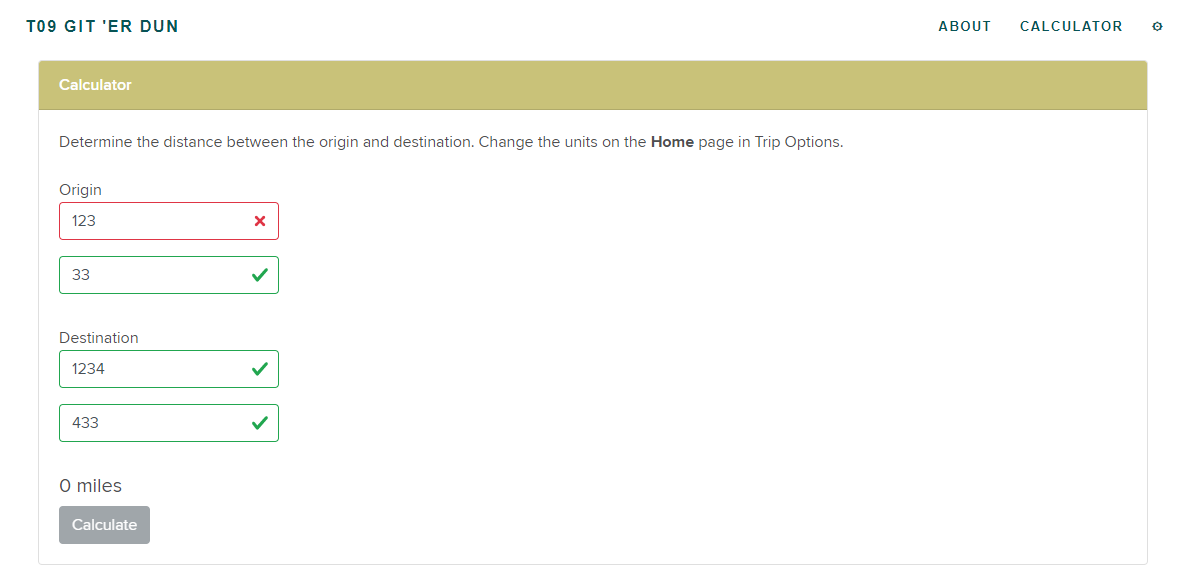 T09 GIT 'ER DUN
ABOUT CALCULATOR
Calculator
Determine the distance between the origin and destination. Change the units on the Home page in Trip Options.
Origin
123
33
Destination
1234
433
0 miles
Calculate